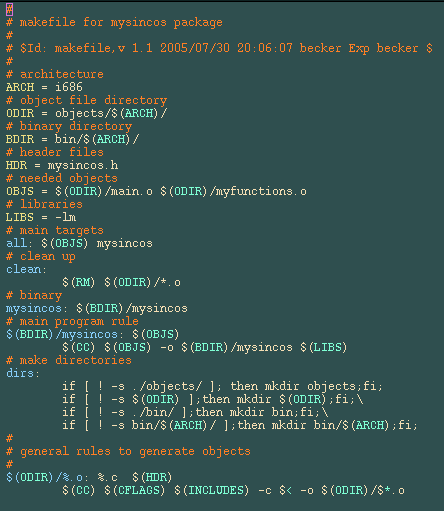 #
# makefile for mysincos package
#
# $Id: makefile,v 1.1 2005/07/30 20:06:07 becker Exp becker $
#
# architecture
ARCH = i686
# object file directory
ODIR = objects/$(ARCH)/
# binary directory
BDIR = bin/$(ARCH)/
# header files
HDR = mysincos.h
# needed objects
OBJS = $(ODIR)/main.o $(ODIR)/myfunctions.o
# libraries
LIBS = -lm
# main targets
all: $(OBJS) mysincos
# clean up
clean:
	$(RM) $(ODIR)/*.o
# binary
mysincos: $(BDIR)/mysincos
# main program rule
$(BDIR)/mysincos: $(OBJS)
	$(CC) $(OBJS) -o $(BDIR)/mysincos $(LIBS)
# make directories
dirs:
	if [ ! -s ./objects/ ]; then mkdir objects;fi;
	if [ ! -s $(ODIR) ];then mkdir $(ODIR);fi;\
	if [ ! -s ./bin/ ];then mkdir bin;fi;\
	if [ ! -s bin/$(ARCH)/ ];then mkdir bin/$(ARCH);fi;
#
# general rules to generate objects
#
$(ODIR)/%.o: %.c  $(HDR)
	$(CC) $(CFLAGS) $(INCLUDES) -c $< -o $(ODIR)/$*.o